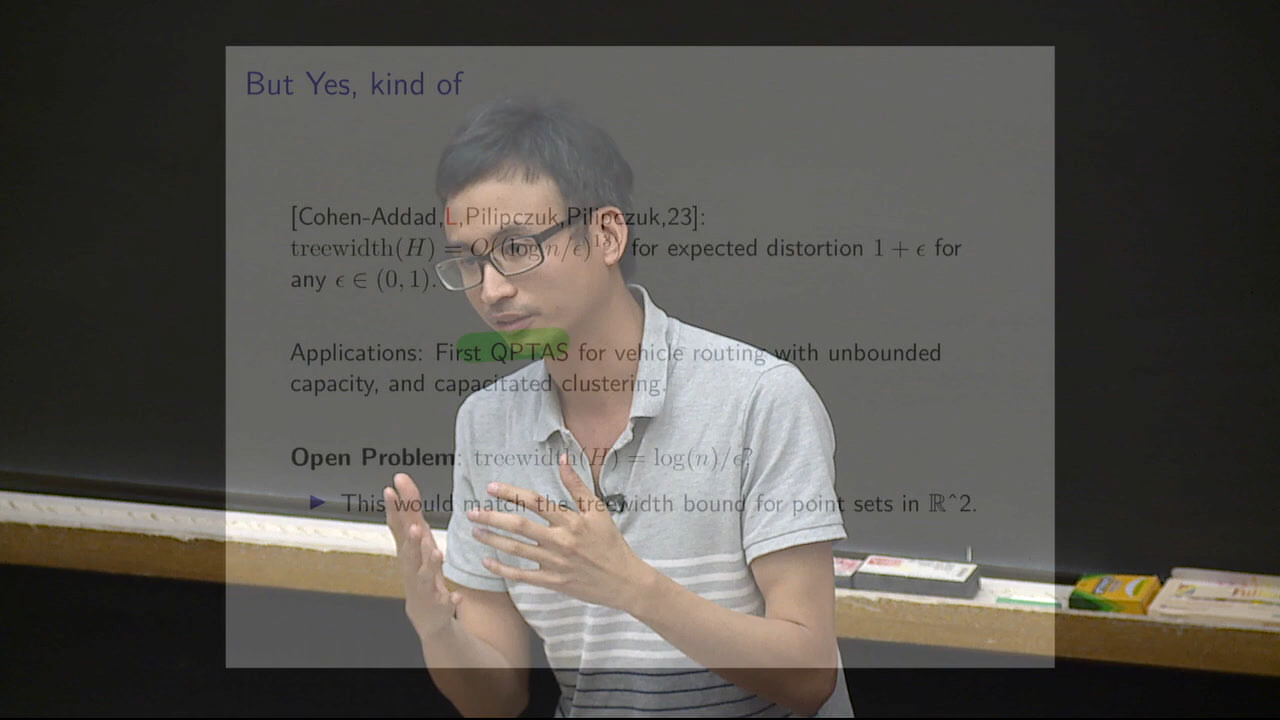 But Yes, kind of
[Cohen-Addad,L,Pilipczuk,Pilipczuk,23]:
treewidth(H) = O((log n/ϵ) for expected distortion 1 + ϵ for
any ϵ ∈ (0, 1).
Applications: First QPTAS for vehicle routing with unbounded
capacity, and capacitated clustering.
Open Problem: treewidth(H) = log(n)/ϵ?
▶ This would match the treewidth bound for point sets in ℝ^2.